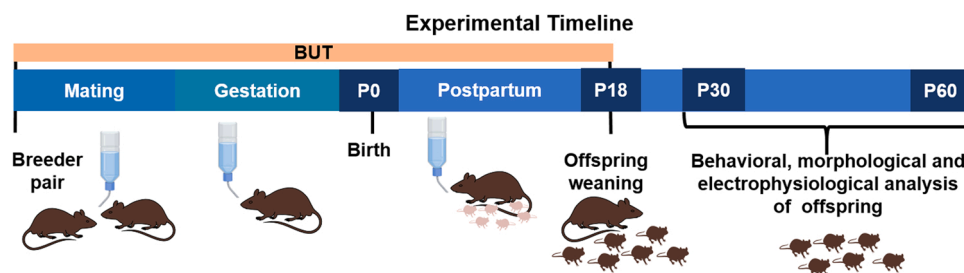 Experimental Timeline
BUT
Mating
Gestation
P0
Postpartum
P18
P30
P60
Breeder
pair
Birth
Offspring
weaning
Behavioral, morphological and
electrophysiological analysis
of offspring